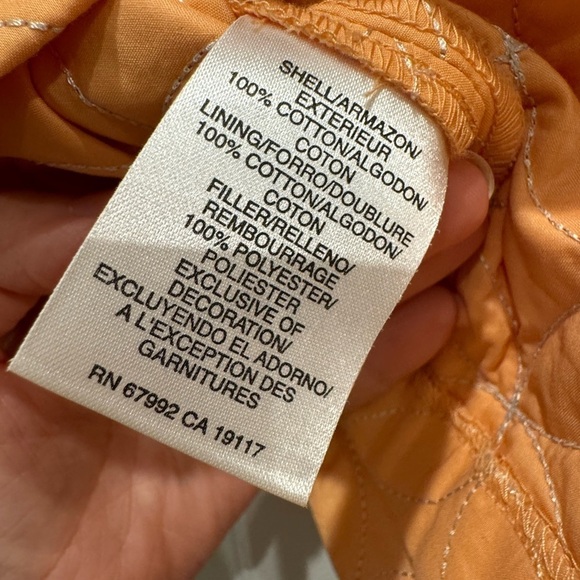 SHELL/ARMAZON/
EXTERIEUR
100% COTTON/ALGODON/
COTON
LINING/FORRO/DOUBLURE
100% COTTON/ALGODON/
COTON
FILLER/RELLENO/
REMBOURRAGE
100% POLYESTER/
POLIESTER
EXCLUSIVE OF
DECORATION/
EXCLUYENDO EL ADORNO/
A L'EXCEPTION DES
GARNITURES
RN 67992 CA 19117